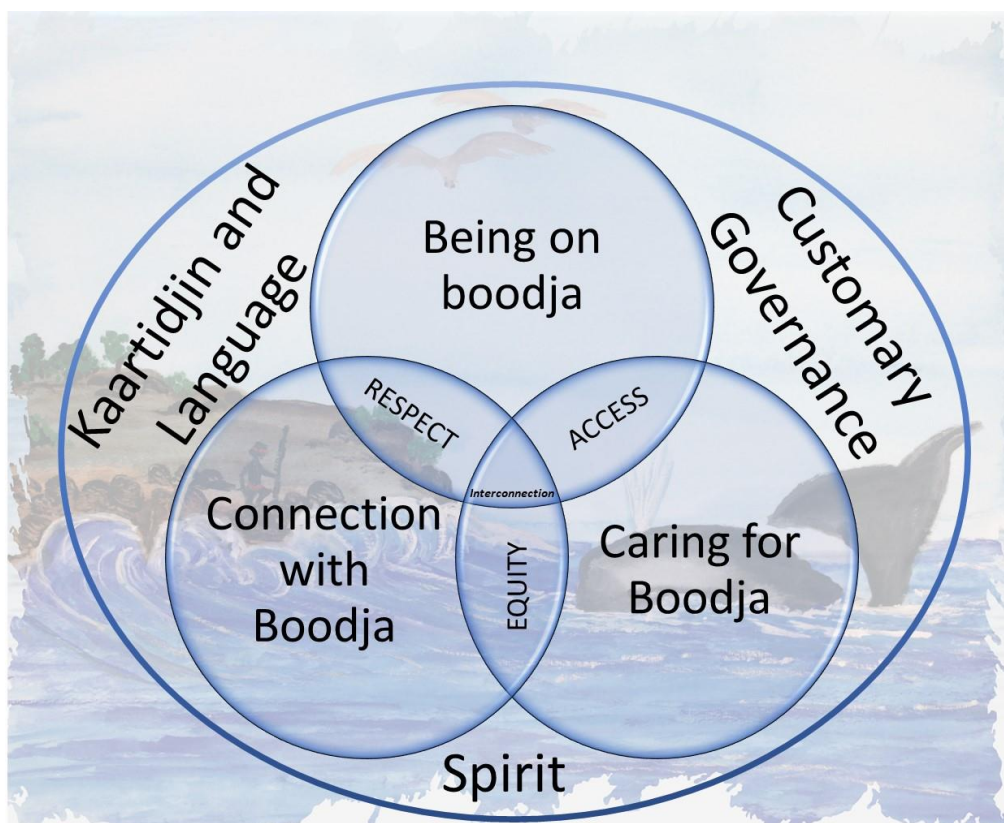 Kaartidjin and
Language
Customary
Governance
Being on
boodja
RESPECT
ACCESS
Interconnection
Connection
with
Boodja
EQUITY
Caring for
Boodja
Spirit